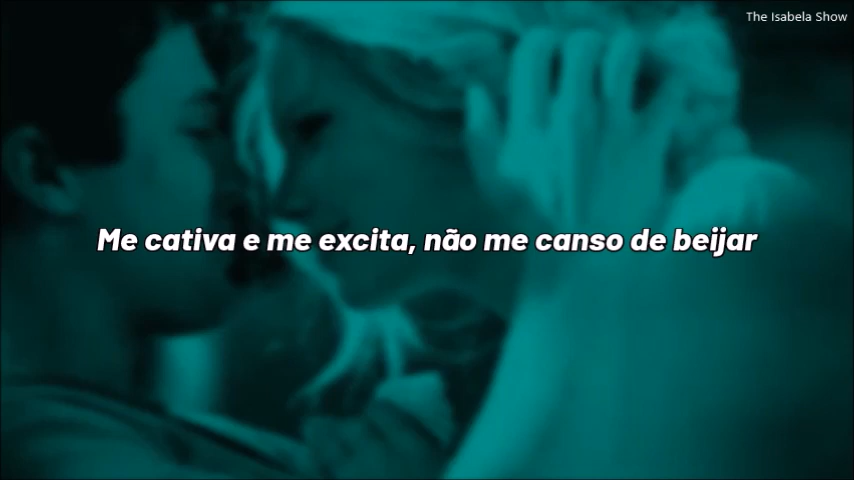 The Isabela Show
Me cativa e me excita, não me canso de beijar